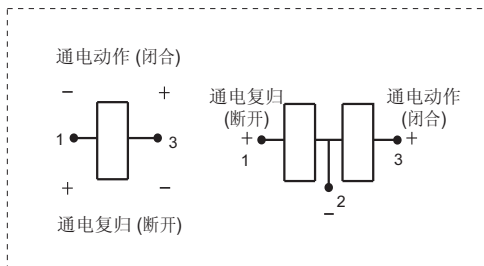 通电动作 (闭合)
− +
1 3
+ −
通电复归 (断开)
通电复归
(断开)
+
1
2
−
通电动作
(闭合)
+
3